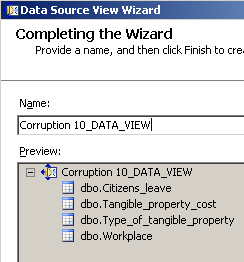 Data Source View Wizard
Completing the Wizard
Provide a name, and then click Finish to crea
Name:
Corruption 10_DATA_VIEW
Preview:
Corruption 10_DATA_VIEW
dbo.Citizens_leave
dbo.Tangible_property_cost
dbo.Type_of_tangible_property
dbo.Workplace